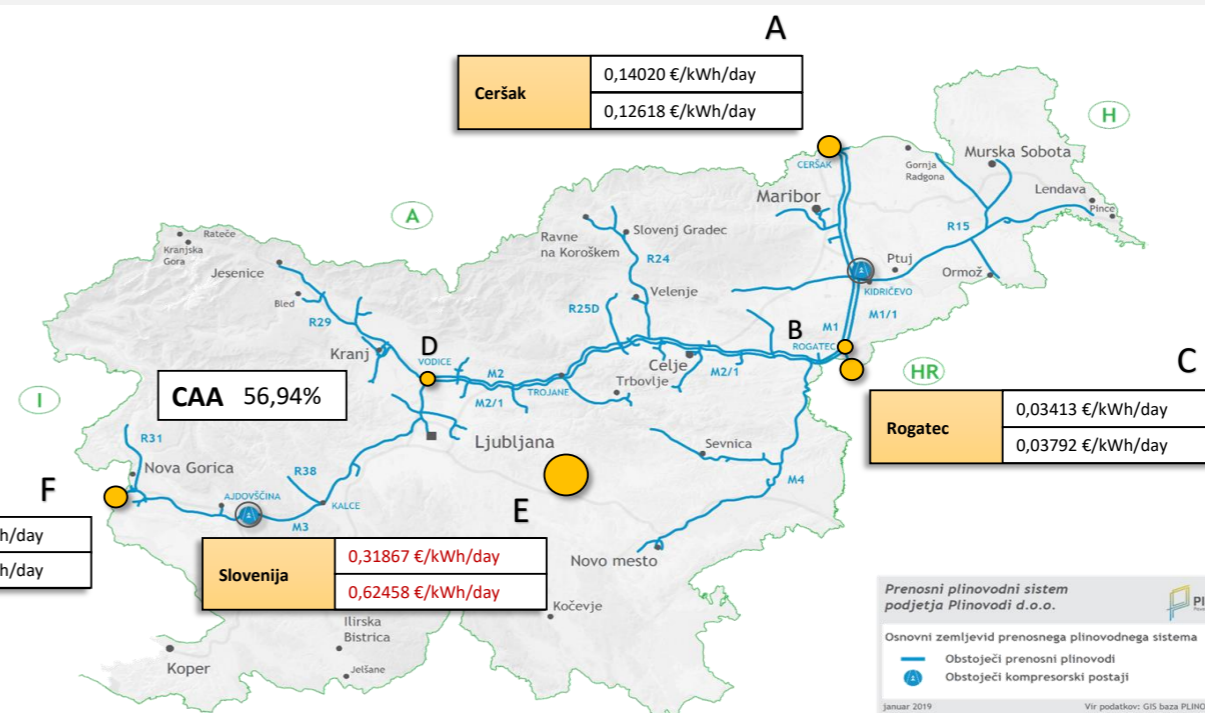 A
Ceršak
0,14020 €/kWh/day
0,12618 €/kWh/day
H
CERŠAK
Gornja
Radgona
Murska Sobota
Lendava
Pince
Maribor
A
R15
Rateče
Kranjska
Gora
Jesenice
Bled
R29
Ravne
na Koroškem
Slovenj Gradec
R24
Velenje
R25D
Ptuj
Ormož
KIDRIČEVO
M1
M1/1
B
ROGATEC
Kranj
D
VODICE
M2
M2/1
TROJANE
Celje
M2/1
Trbovlje
HR
C
Rogatec
0,03413 €/kWh/day
0,03792 €/kWh/day
I
CAA 56,94%
R31
Nova Gorica
Ljubljana
Sevnica
R38
M4
F
AJDOVŠČINA
KALCE
M3
E
h/day
h/day
Slovenija
0,31867 €/kWh/day
0,62458 €/kWh/day
Novo mesto
Kočevje
Ilirska
Bistrica
Jelšane
Koper
Prenosni plinovodni sistem
podjetja Plinovodi d.o.o.
Osnovni zemljevid prenosnega plinovodnega sistema
Obstoječi prenosni plinovodi
Obstoječi kompresorski postaji
januar 2019
Vir podatkov: GIS baza PLINO